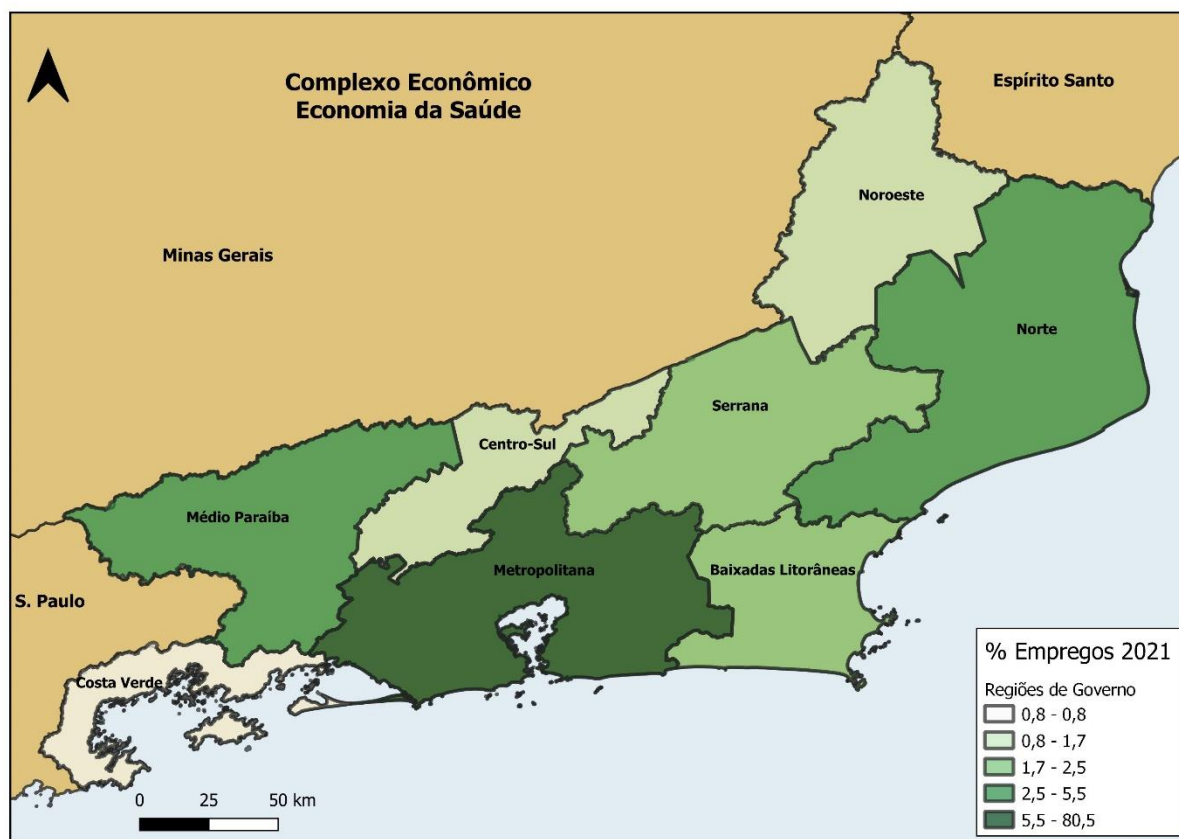 Complexo Econômico
Economia da Saúde
Espírito Santo
Noroeste
Minas Gerais
Norte
Serrana
Centro-Sul
Médio Paraíba
Metropolitana
Baixadas Litorâneas
S. Paulo
Costa Verde
% Empregos 2021
Regiões de Governo
0,8 - 0,8
0,8 - 1,7
1,7 - 2,5
2,5 - 5,5
5,5 - 80,5
0 25 50 km